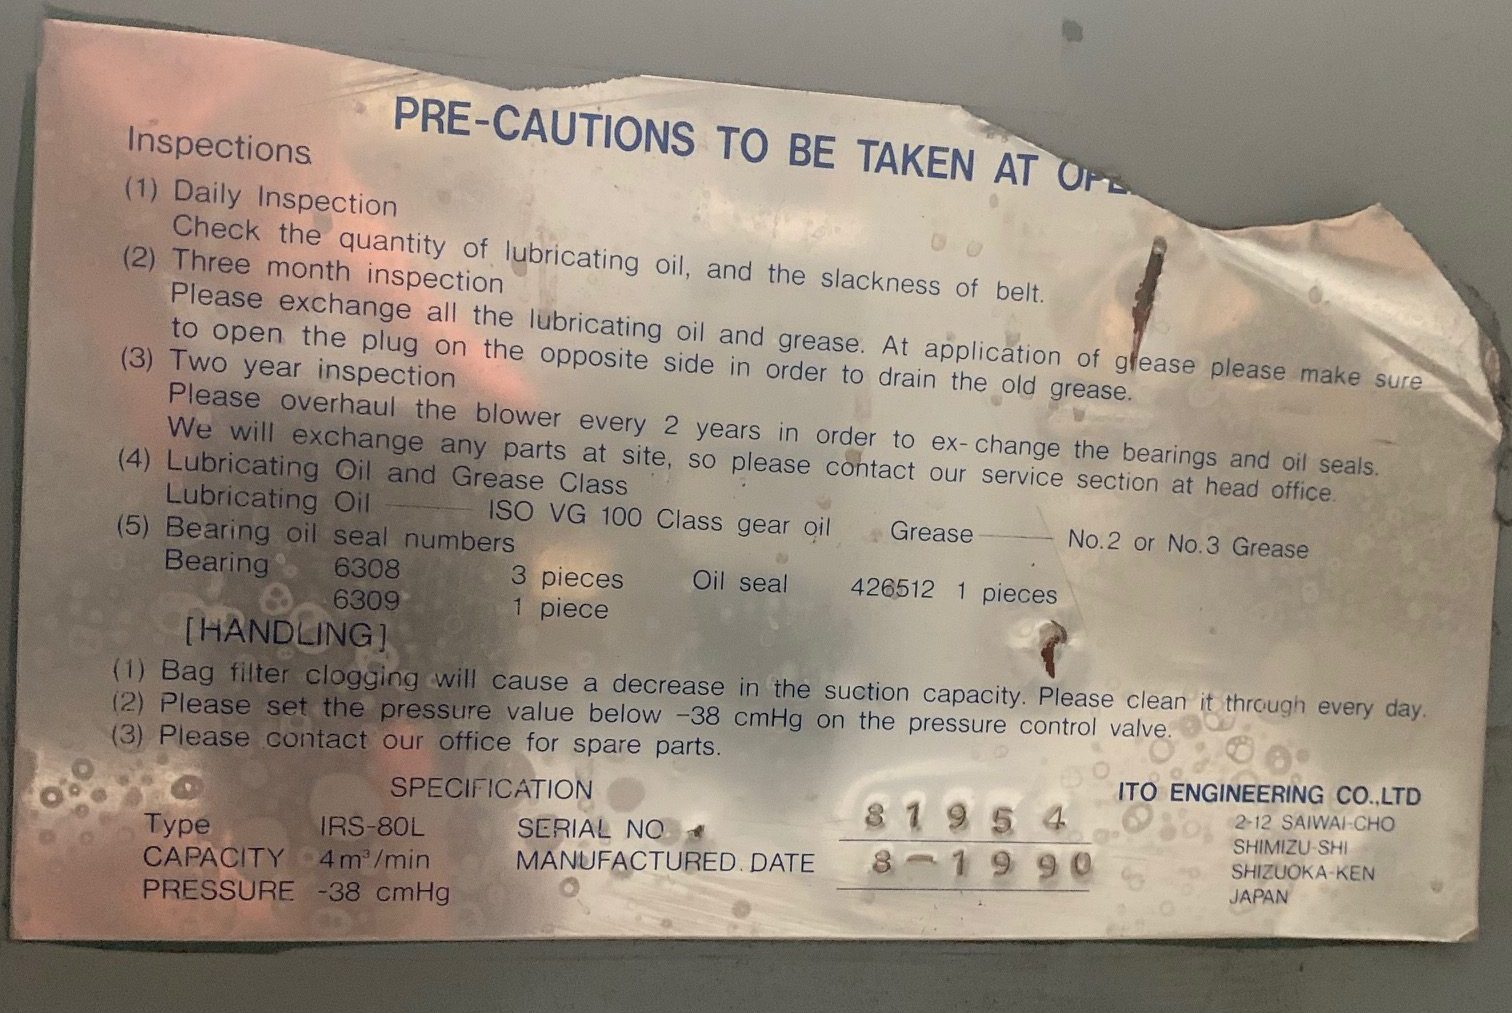 PRE-CAUTIONS TO BE TAKEN AT
Inspections
(1) Daily Inspection
Check the quantity of lubricating oil, and the slackness of belt.
(2) Three month inspection
Please exchange all the lubricating oil and grease. At application of grease please make sure
to open the plug on the opposite side in order to drain the old grease.
(3) Two year inspection
Please overhaul the blower every 2 years in order to ex-change the bearings and oil seals.
We will exchange any parts at site, so please contact our service section at head office.
(4) Lubricating Oil and Grease Class
Lubricating Oil ——— ISO VG 100 Class gear oil Grease ——— No.2 or No.3 Grease
(5) Bearing oil seal numbers
Bearing 6308 3 pieces Oil seal 426512 1 pieces
6309 1 piece
[HANDLING]
(1) Bag filter clogging will cause a decrease in the suction capacity. Please clean it through every day.
(2) Please set the pressure value below -38 cmHg on the pressure control valve.
(3) Please contact our office for spare parts.
SPECIFICATION
Type IRS-80L
CAPACITY 4m³/min
PRESSURE -38 cmHg
SERIAL NO. 81954
MANUFACTURED. DATE 8-1990
ITO ENGINEERING CO.,LTD
2-12 SAIWAI-CHO
SHIMIZU-SHI
SHIZUOKA-KEN
JAPAN